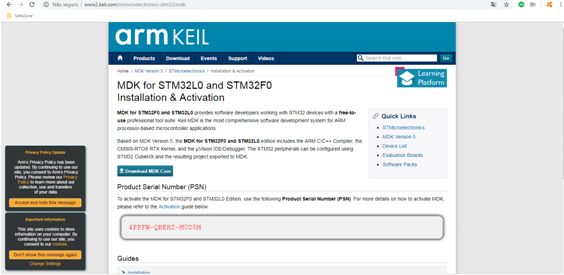 Não seguro | www2.keil.com/stmicroelectronics-stm32/mdk
SafeZone
arm KEIL
Products Download Events Support Videos
Search Keil.com... Go
Home / MDK Version 5 / STMicroelectronics / Installation & Activation
MDK for STM32L0 and STM32F0
Installation & Activation
Learning
Platform
MDK for STM32F0 and STM32L0 provides software developers working with STM32 devices with a free-to-
use professional tool suite. Keil MDK is the most comprehensive software development system for ARM
processor-based microcontroller applications.
Based on MDK Version 5, the MDK for STM32F0 and STM32L0 edition includes the ARM C/C++ Compiler, the
CMSIS-RTOS RTX Kernel, and the µVision IDE/Debugger. The STM32 peripherals can be configured using
STM32 CubeMX and the resulting project exported to MDK.
Download MDK Core
Quick Links
STMicroelectronics
MDK Version 5
Device List
Evaluation Boards
Software Packs
Product Serial Number (PSN)
To activate the MDK for STM32F0 and STM32L0 Edition, use the following Product Serial Number (PSN). For more details on how to activate MDK,
please refer to the Activation guide below.
4PPFW-QBEHZ-M0D5M
Guides
Installation
Privacy Policy Update
Arm's Privacy Policy has been
updated. By continuing to use our
site, you consent to Arm's Privacy
Policy. Please review our Privacy
Policy to learn more about our
collection, use and transfers
of your data.
Accept and hide this message
Important information
This site uses cookies to store
information on your computer. By
continuing to use our site, you
consent to our cookies.
Don't show this message again
Change Settings